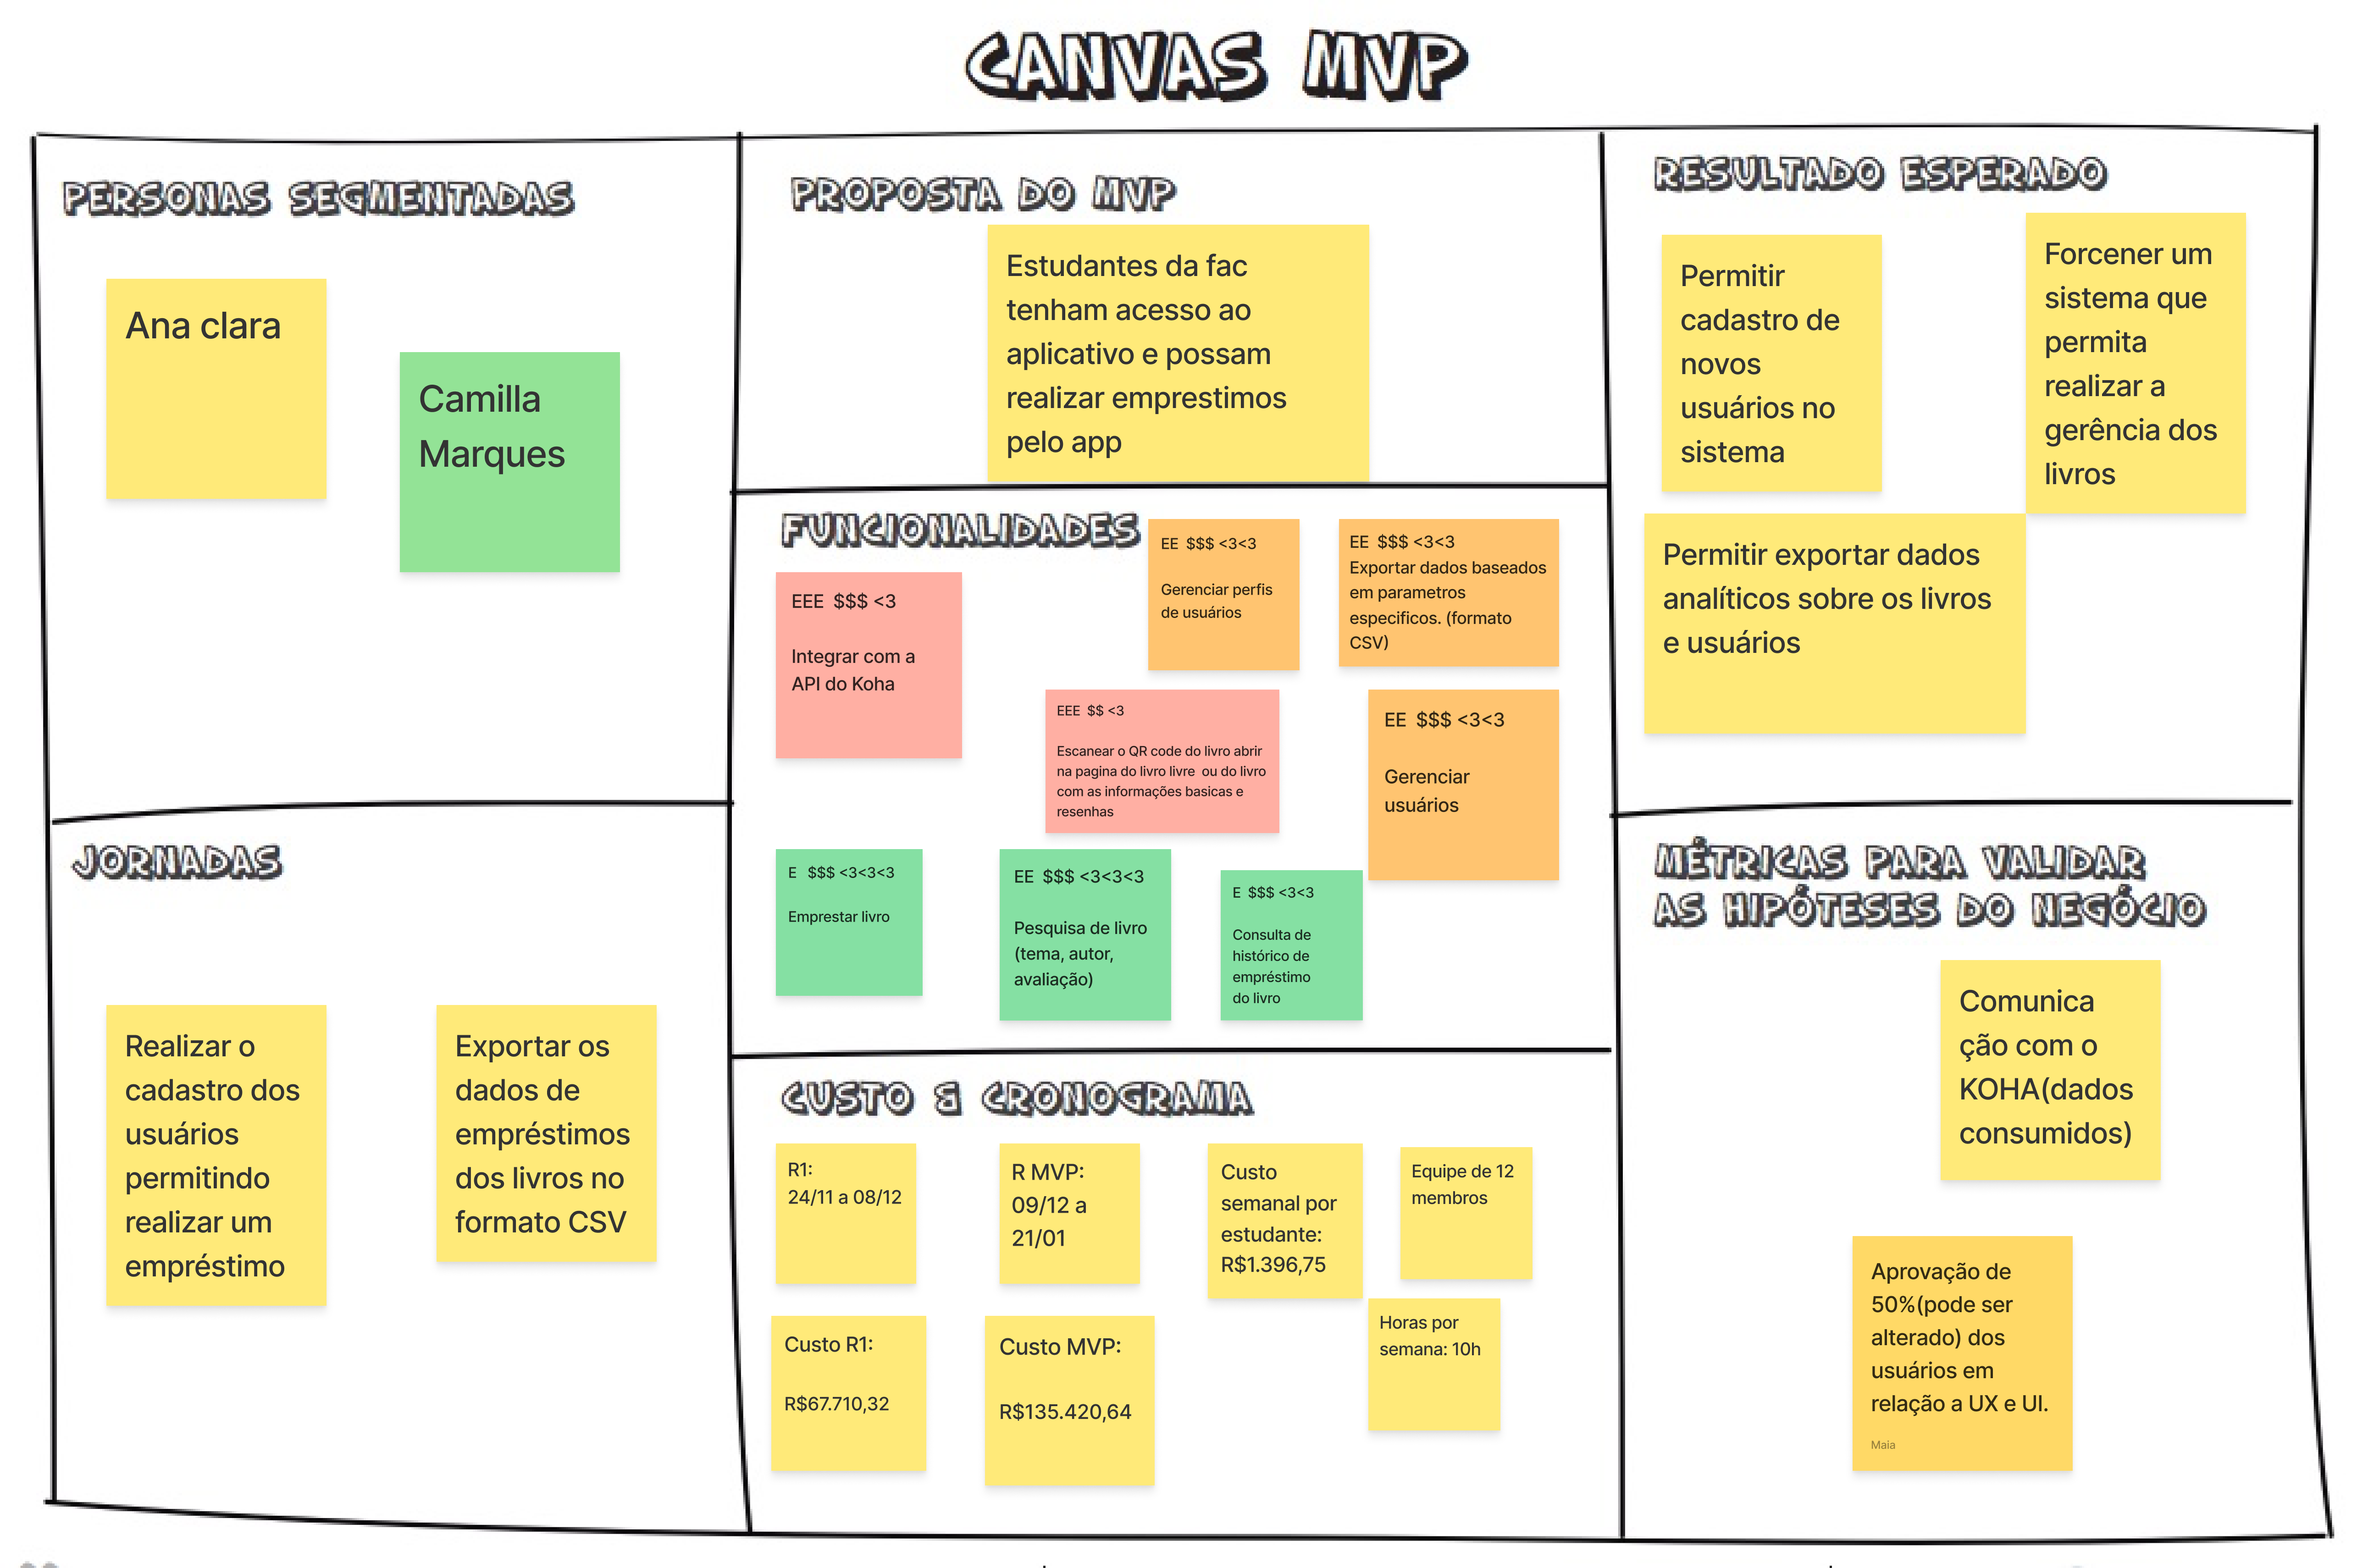 CANVAS MVP
PERSONAS SEGMENTADAS
Ana clara
Camilla
Marques
PROPOSTA DO MVP
Estudantes da fac
tenham acesso ao
aplicativo e possam
realizar emprestimos
pelo app
RESULTADO ESPERADO
Permitir
cadastro de
novos
usuários no
sistema
Forcener um
sistema que
permita
realizar a
gerência dos
livros
Permitir exportar dados
analíticos sobre os livros
e usuários
FUNCIONALIDADES
EEE $$$ <3
Integrar com a
API do Koha
EE $$$ <3<3
Gerenciar perfis
de usuários
EE $$$ <3<3
Exportar dados baseados
em parametros
especificos. (formato
CSV)
EEE $$ <3
Escanear o QR code do livro abrir
na pagina do livro livre ou do livro
com as informações basicas e
resenhas
EE $$$ <3<3
Gerenciar
usuários
E $$$ <3<3<3
Emprestar livro
EE $$$ <3<3<3
Pesquisa de livro
(tema, autor,
avaliação)
E $$$ <3<3
Consulta de
histórico de
empréstimo
do livro
JORNADAS
Realizar o
cadastro dos
usuários
permitindo
realizar um
empréstimo
Exportar os
dados de
empréstimos
dos livros no
formato CSV
CUSTO & CRONOGRAMA
R1:
24/11 a 08/12
R MVP:
09/12 a
21/01
Custo
semanal por
estudante:
R$1.396,75
Equipe de 12
membros
Custo R1:
R$67.710,32
Custo MVP:
R$135.420,64
Horas por
semana: 10h
MÉTRICAS PARA VALIDAR
AS HIPÓTESES DO NEGÓCIO
Comunica
ção com o
KOHA(dados
consumidos)
Aprovação de
50%(pode ser
alterado) dos
usuários em
relação a UX e UI.
Maia